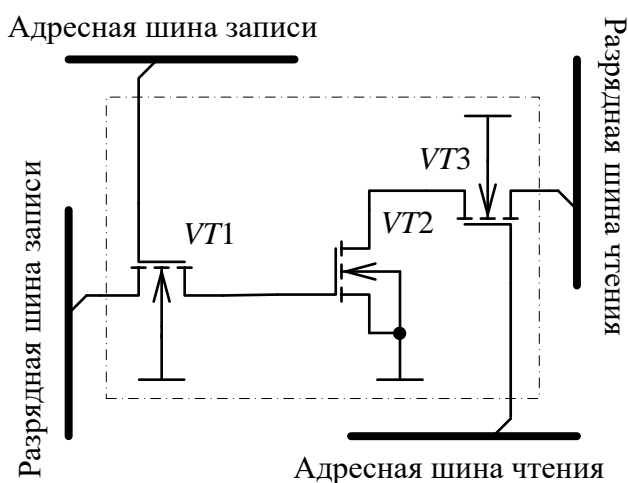 Адресная шина записи
Разрядная шина чтения
VT3
VT1
VT2
Разрядная шина записи
Адресная шина чтения